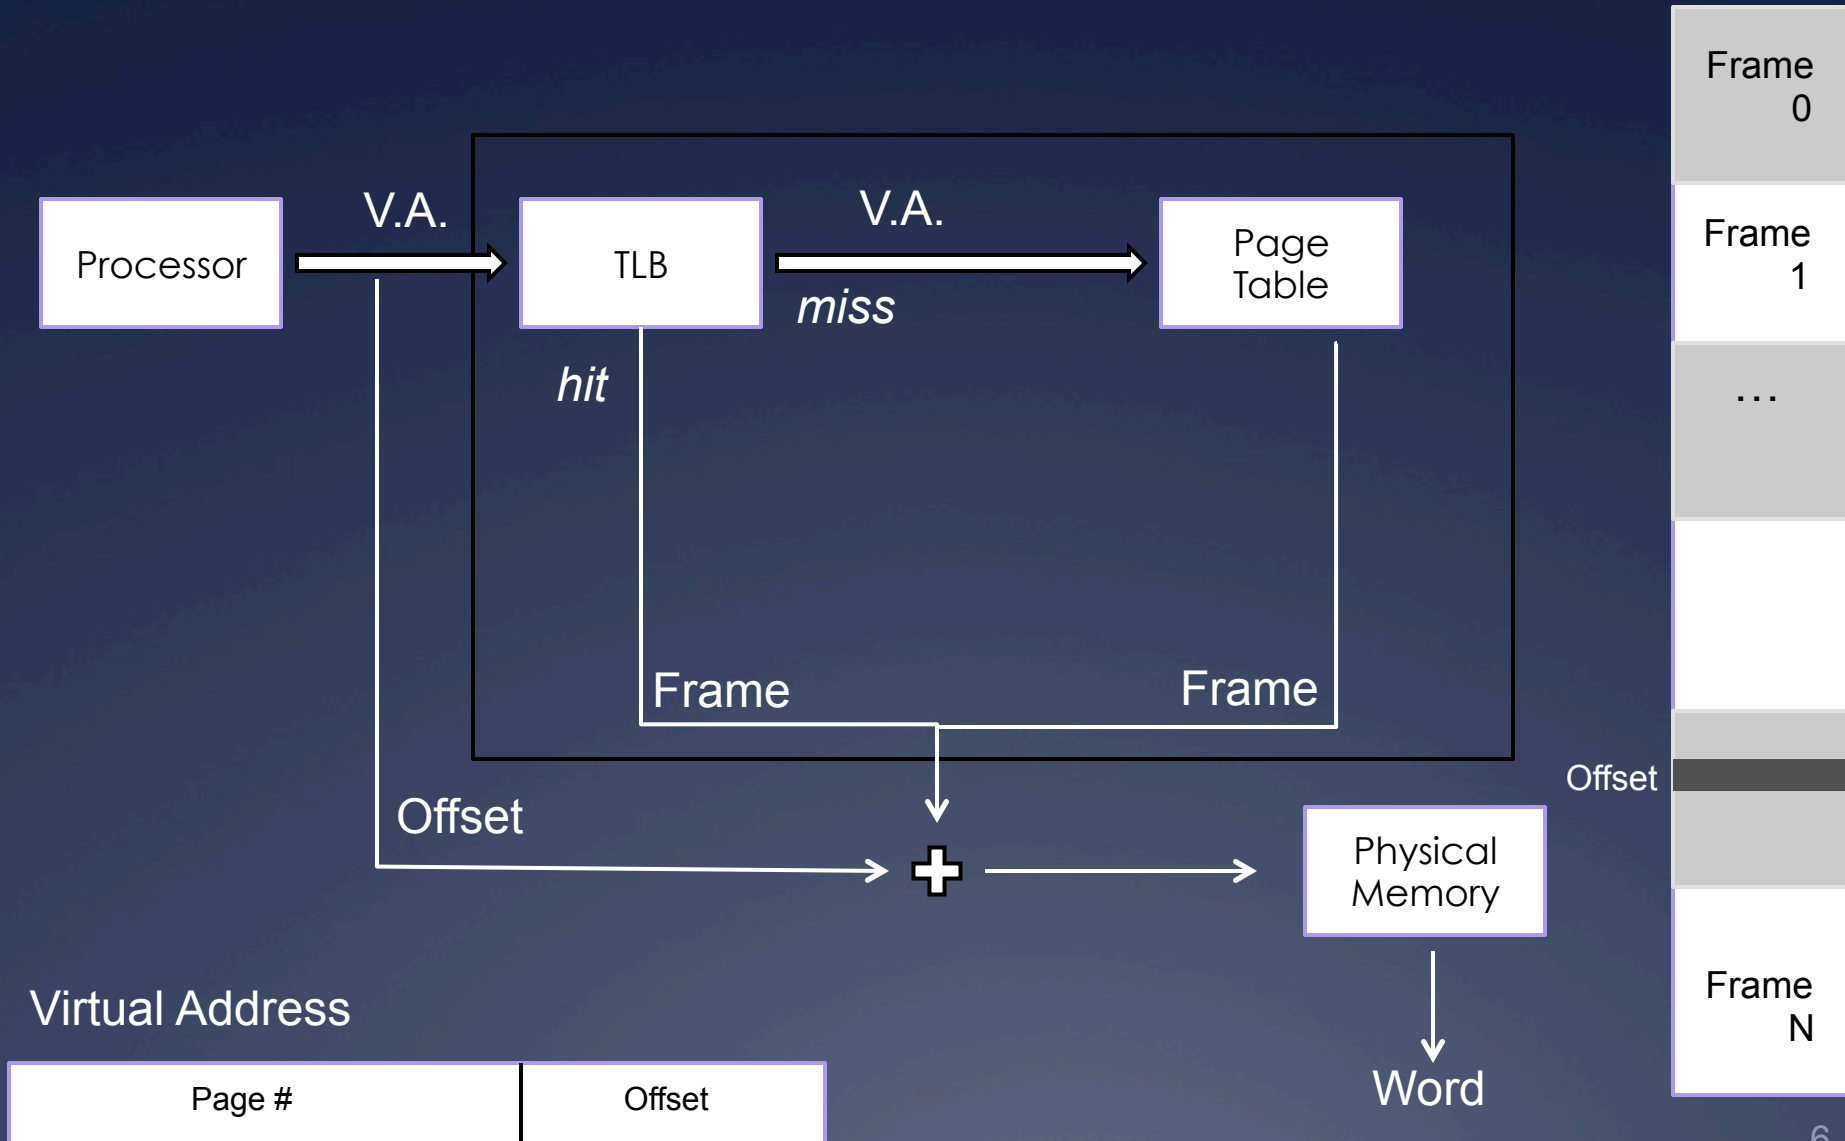 Frame
0
V.A.
V.A.
Processor
TLB
Page
Table
Frame
1
miss
hit
…
Frame
Frame
Offset
Offset
Physical
Memory
Virtual Address
Frame
N
Page #
Offset
Word
6